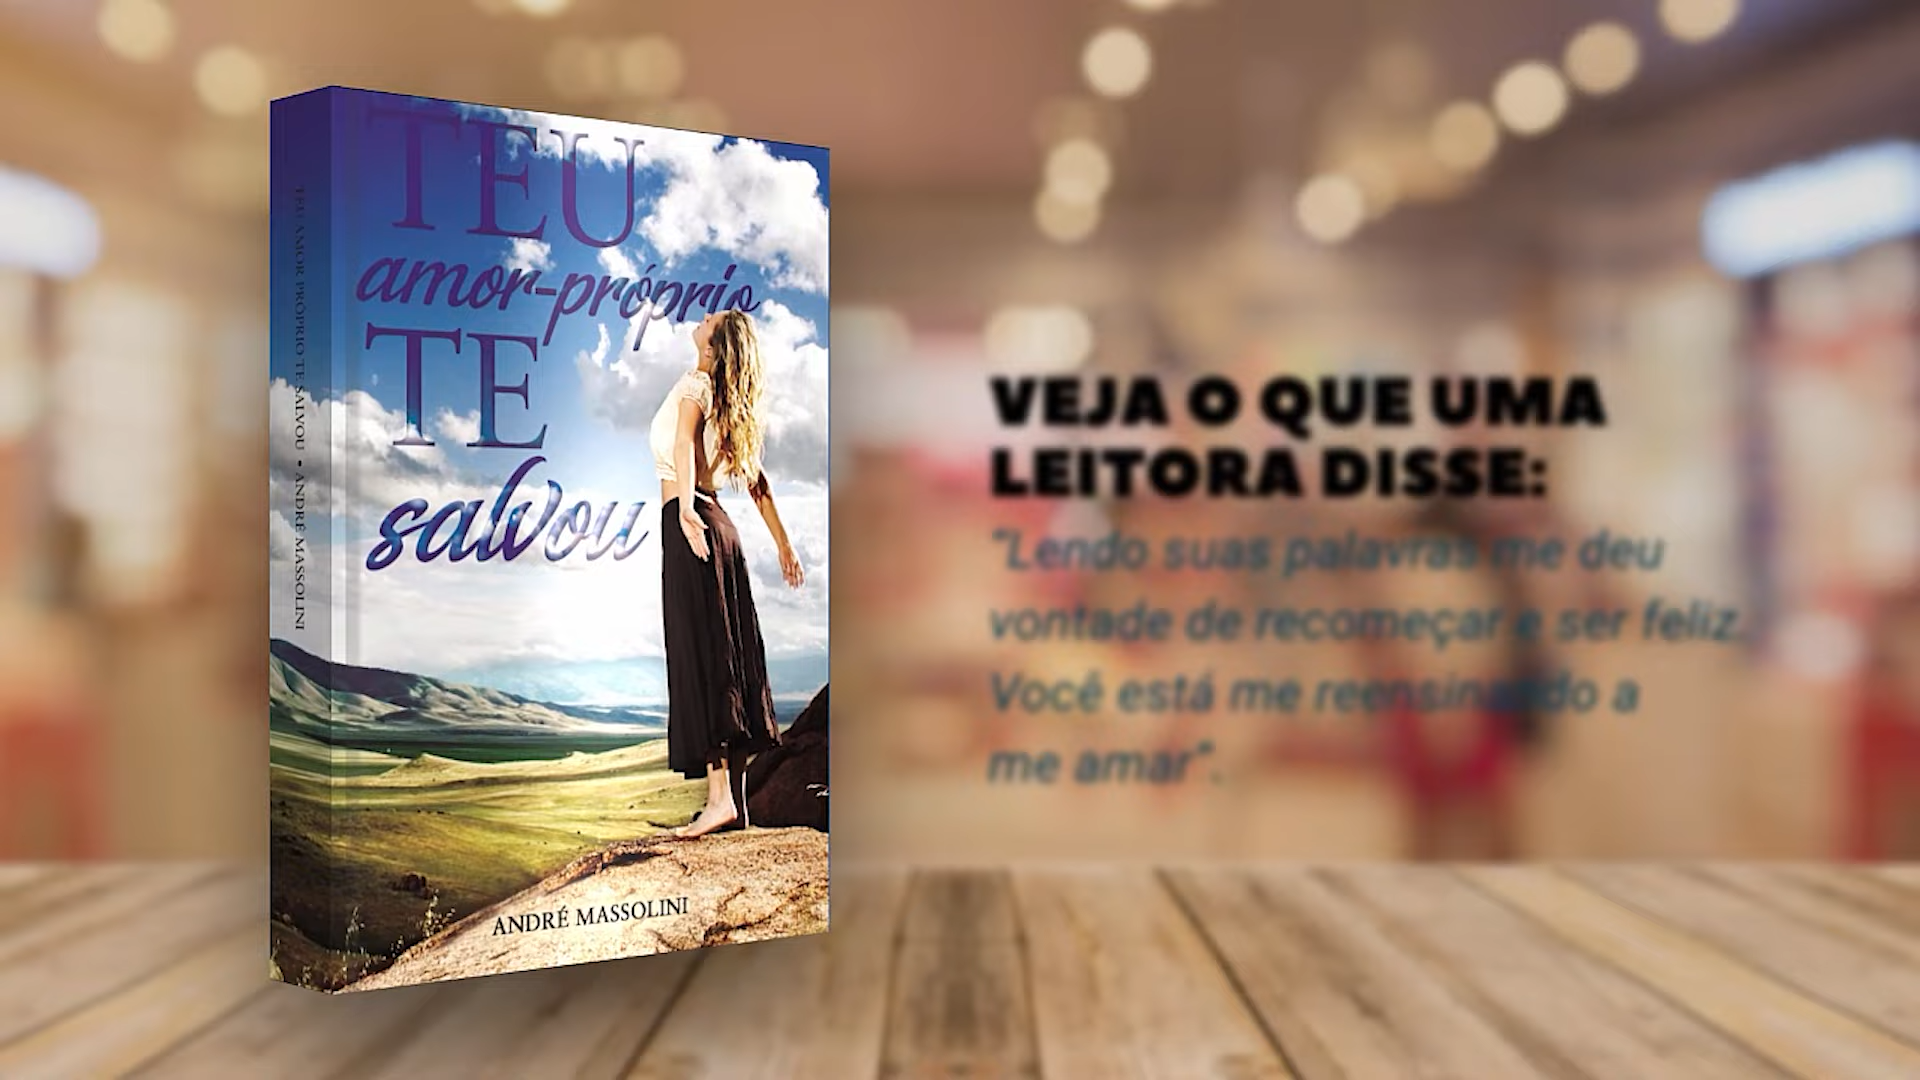 TEU
amor-próprio
TE
salvou
ANDRÉ MASSOLINI
TEU AMOR PRÓPRIO TE SALVOU • ANDRÉ MASSOLINI
VEJA O QUE UMA
LEITORA DISSE:
"Lendo suas palavras me deu
vontade de recomeçar e ser feliz.
Você está me reensinando a
me amar".